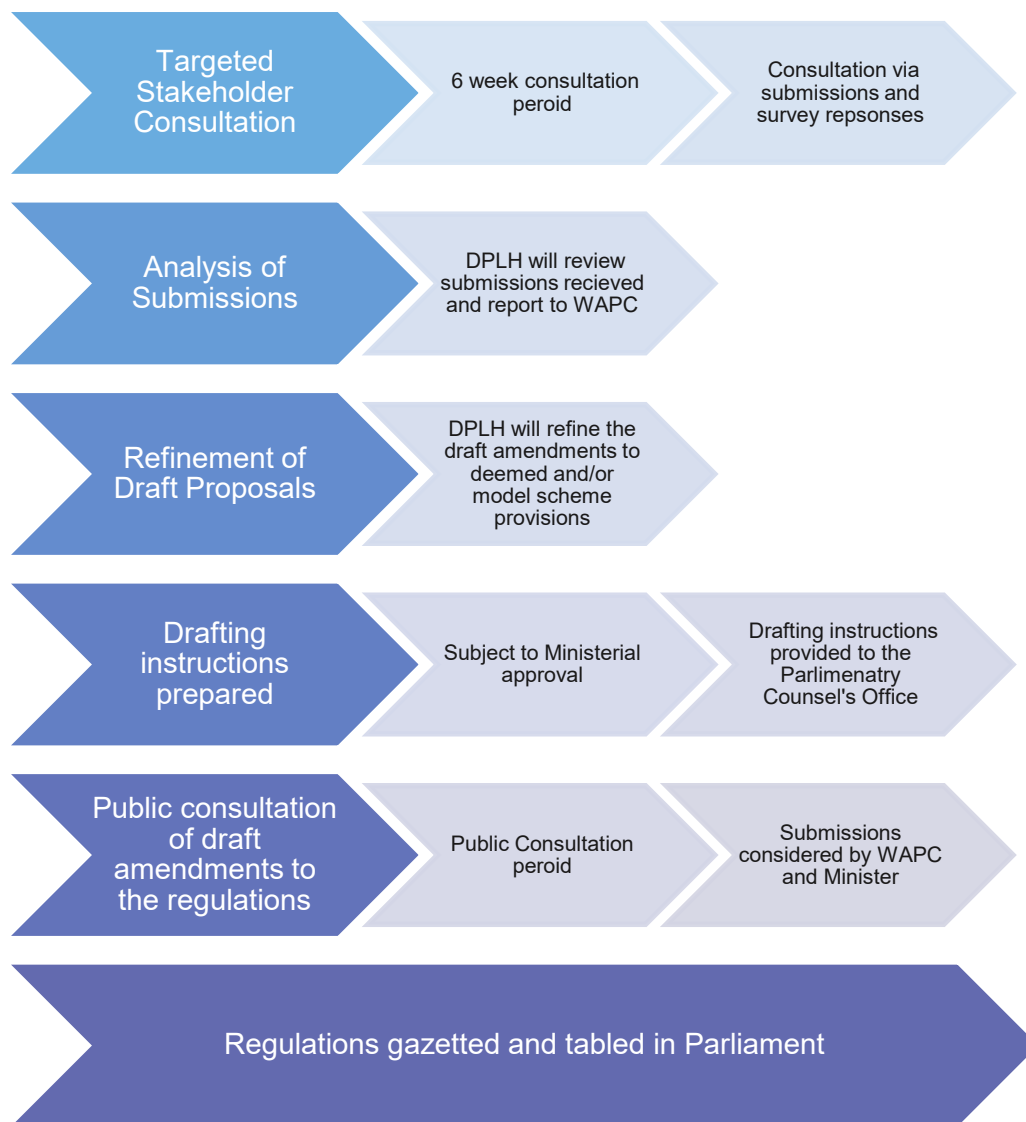 Targeted
Stakeholder
Consultation
6 week consultation
peroid
Consultation via
submissions and
survey repsonses
Analysis of
Submissions
DPLH will review
submissions recieved
and report to WAPC
Refinement of
Draft Proposals
DPLH will refine the
draft amendments to
deemed and/or
model scheme
provisions
Drafting
instructions
prepared
Subject to Ministerial
approval
Drafting instructions
provided to the
Parlimenatry
Counsel's Office
Public consultation
of draft
amendments to
the regulations
Public Consultation
peroid
Submissions
considered by WAPC
and Minister
Regulations gazetted and tabled in Parliament